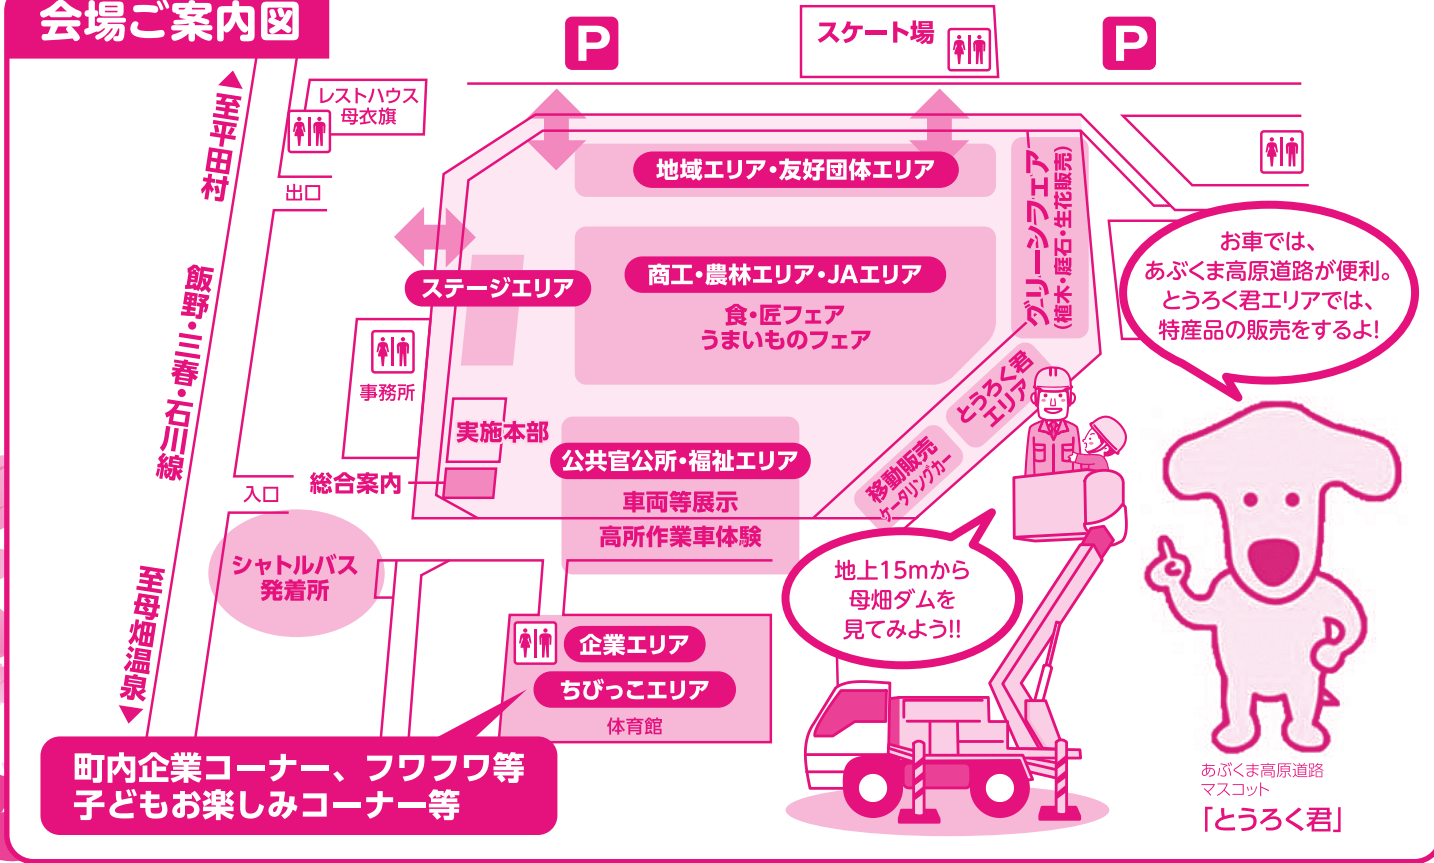 会場ご案内図
P
スケート場
P
レストハウス
母衣旗
▲至平田村
出口
地域エリア・友好団体エリア
グリーンフェア
(植木・庭石・生花販売)
お車では、
あぶくま高原道路が便利。
とうろく君エリアでは、
特産品の販売をするよ!
ステージエリア
商工・農林エリア・JAエリア
食・匠フェア
うまいものフェア
飯野・三春・石川線
事務所
とうろく君
エリア
実施本部
公共官公所・福祉エリア
移動販売
ケータリングカー
総合案内
入口
車両等展示
高所作業車体験
シャトルバス
発着所
地上15mから
母畑ダムを
見てみよう!!
至母畑温泉▼
企業エリア
ちびっこエリア
体育館
町内企業コーナー、フワフワ等
子どもお楽しみコーナー等
あぶくま高原道路
マスコット
「とうろく君」